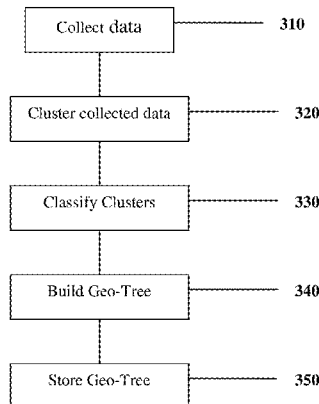 Collect data 310
Cluster collected data 320
Classify Clusters 330
Build Geo-Tree 340
Store Geo-Tree 350